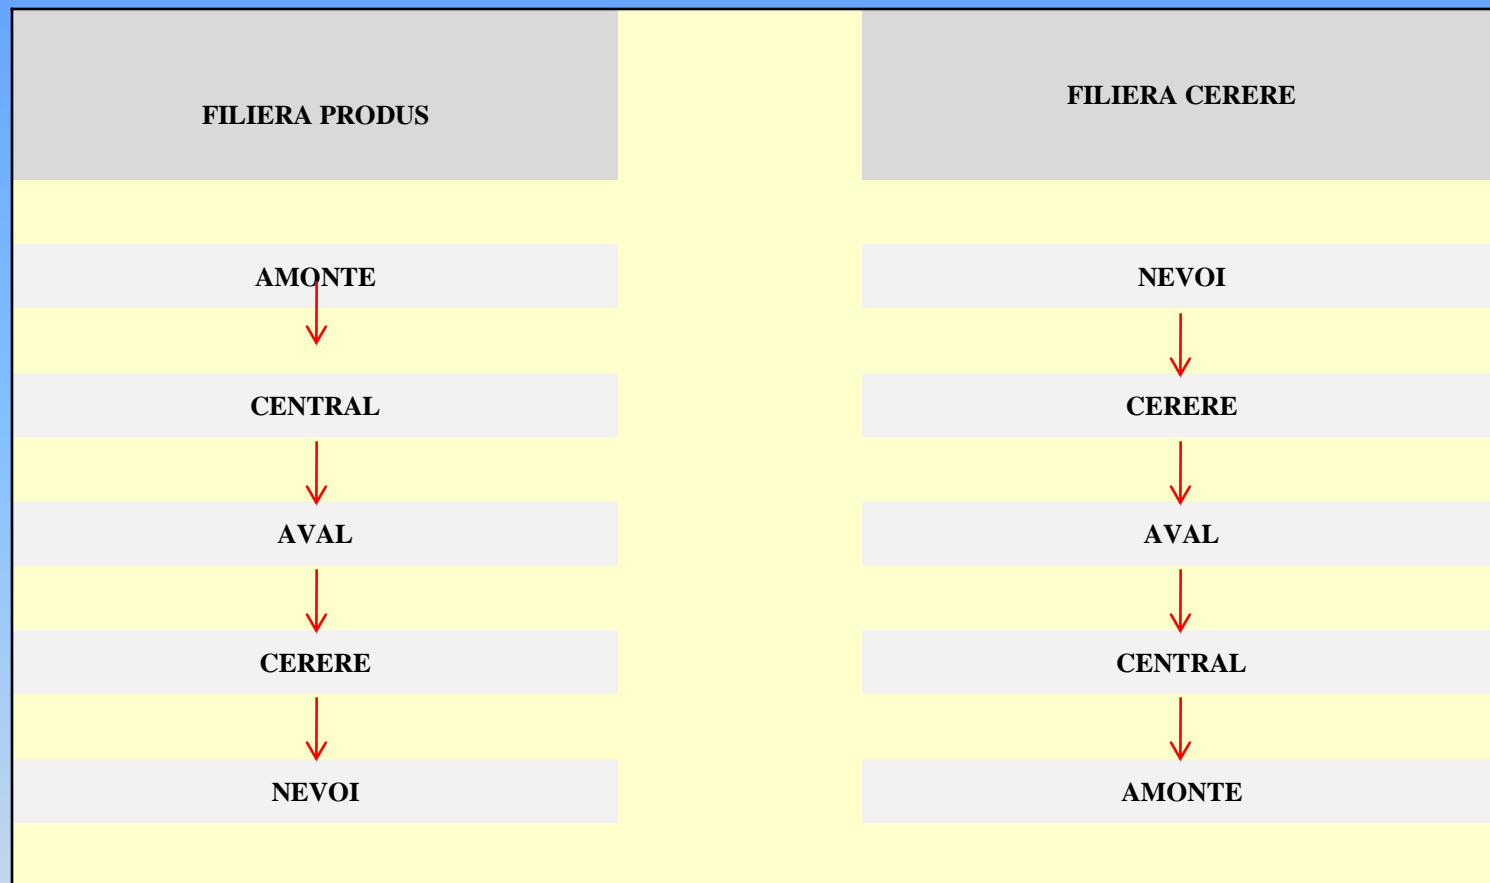 FILIERA PRODUS
FILIERA CERERE
AMONTE
NEVOI
CENTRAL
CERERE
AVAL
AVAL
CERERE
CENTRAL
NEVOI
AMONTE